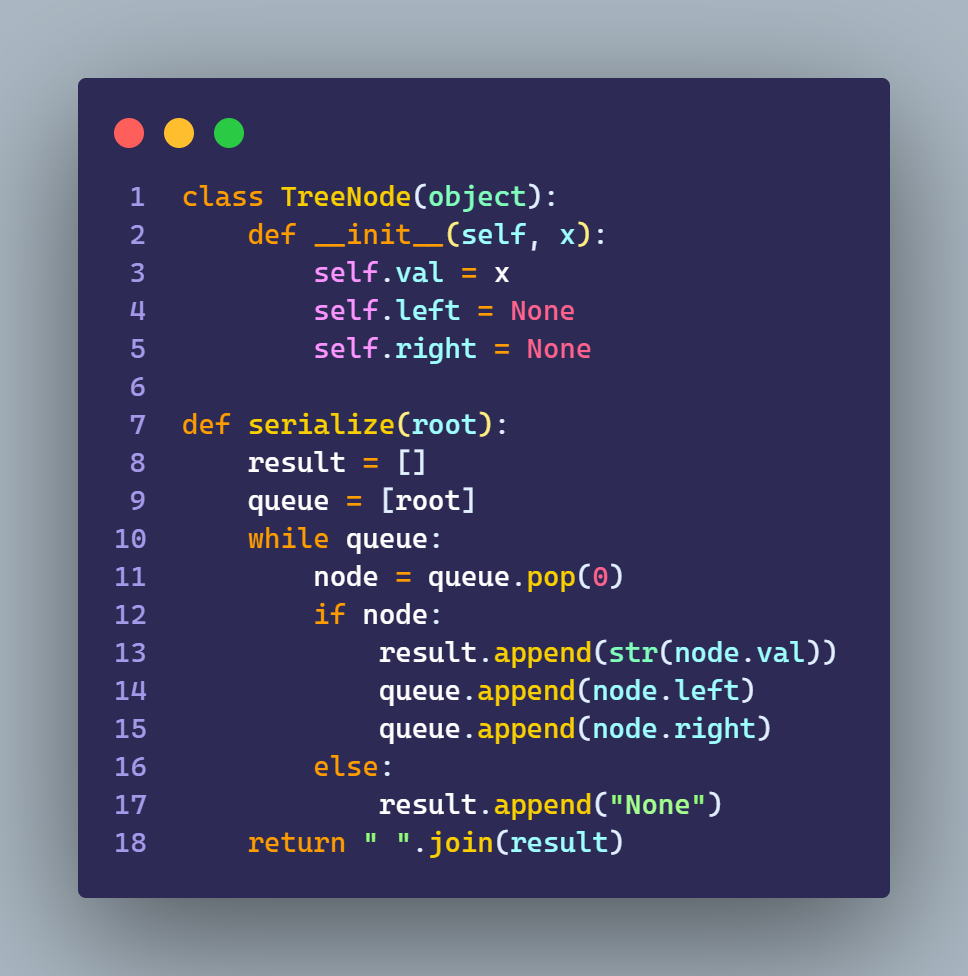 1 class TreeNode(object):
2     def __init__(self, x):
3         self.val = x
4         self.left = None
5         self.right = None
6
7 def serialize(root):
8     result = []
9     queue = [root]
10     while queue:
11         node = queue.pop(0)
12         if node:
13             result.append(str(node.val))
14             queue.append(node.left)
15             queue.append(node.right)
16         else:
17             result.append("None")
18     return " ".join(result)